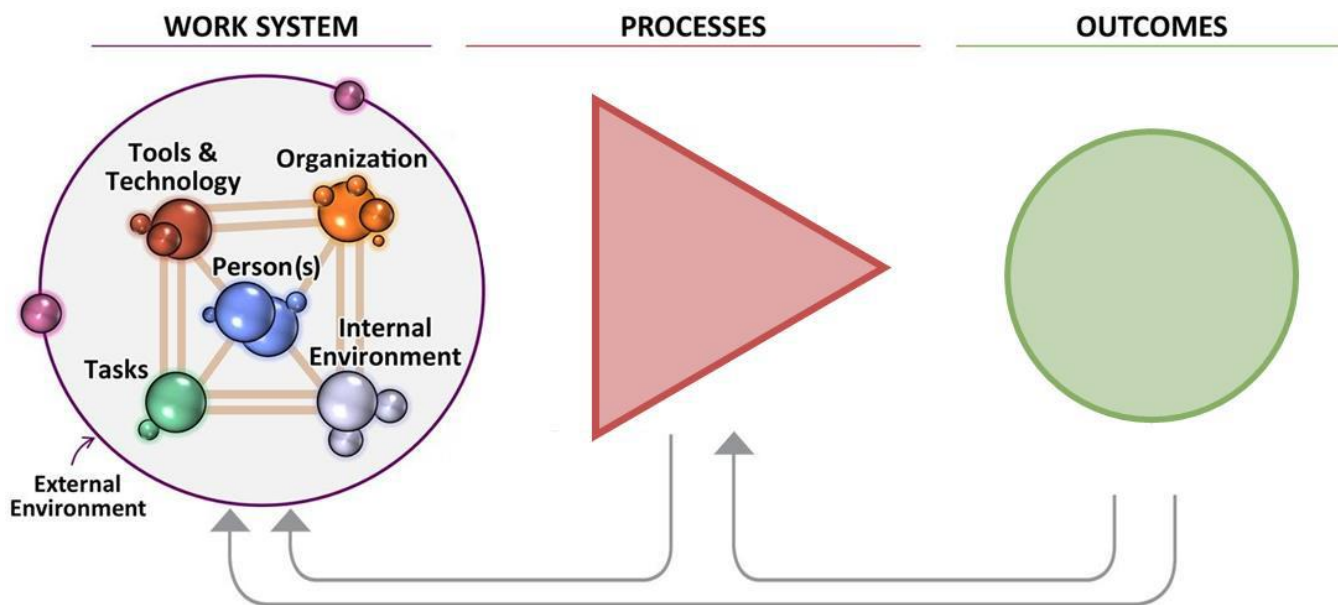 WORK SYSTEM
PROCESSES
OUTCOMES
Tools &
Technology
Organization
Person(s)
Internal
Environment
Tasks
External
Environment